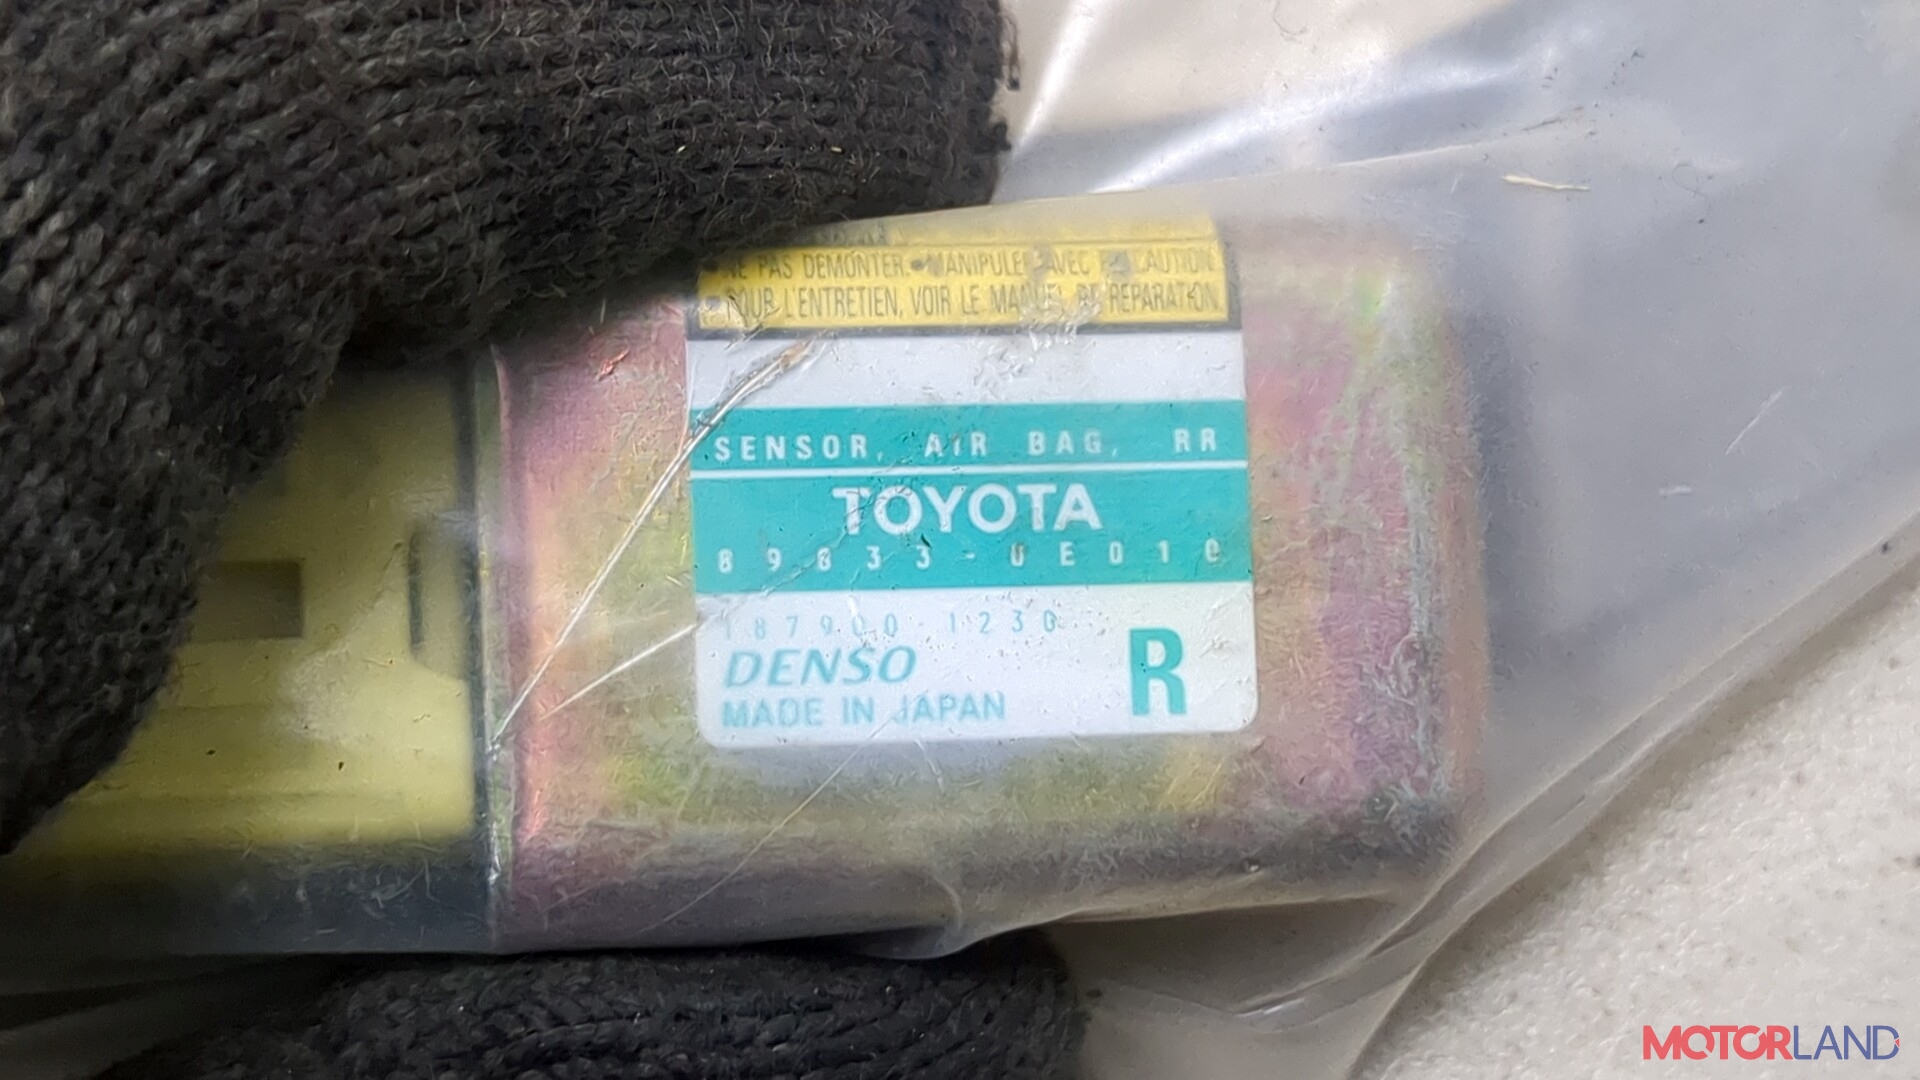 • NE PAS DEMONTER. • MANIPULER AVEC PRECAUTION.
• POUR L'ENTRETIEN, VOIR LE MANUEL DE REPARATION.
SENSOR, AIR BAG, RR
TOYOTA
89833-0E010
187900-1230
DENSO
MADE IN JAPAN
R
MOTORLAND